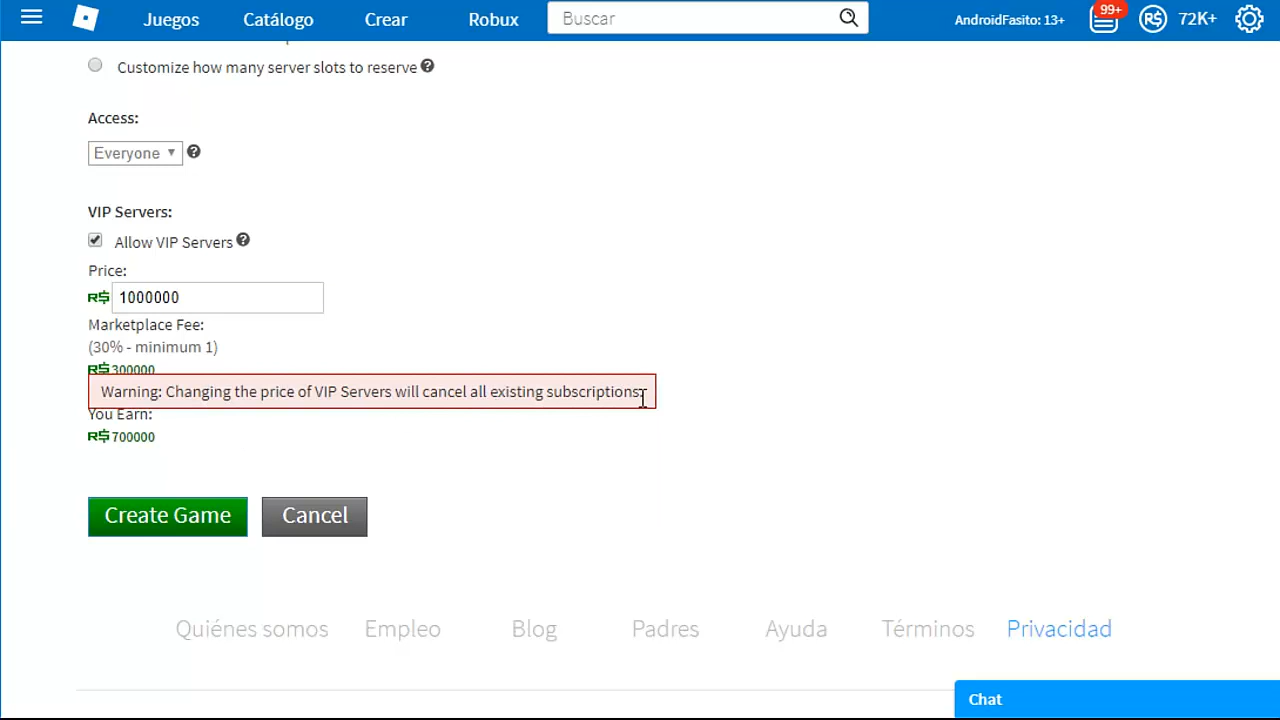 Juegos Catálogo Crear Robux Buscar AndroidFasito: 13+ 99+ R$ 72K+
Customize how many server slots to reserve ?
Access:
Everyone ▼ ?
VIP Servers:
Allow VIP Servers ?
Price:
R$ 1000000
Marketplace Fee:
(30% - minimum 1)
R$ 300000
Warning: Changing the price of VIP Servers will cancel all existing subscriptions.
You Earn:
R$ 700000
Create Game Cancel
Quiénes somos Empleo Blog Padres Ayuda Términos Privacidad
Chat